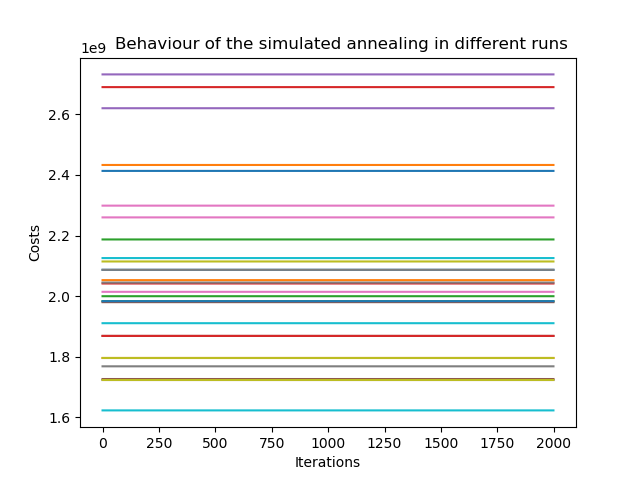 1e9 Behaviour of the simulated annealing in different runs
2.6
2.4
2.2
2.0
1.8
1.6
Costs
0 250 500 750 1000 1250 1500 1750 2000
Iterations